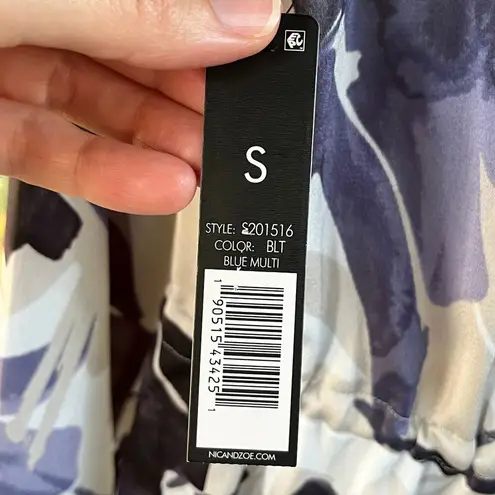 S
STYLE: S201516
COLOR: BLT
BLUE MULTI
1 90515 43425 1
NICANDZOE.COM